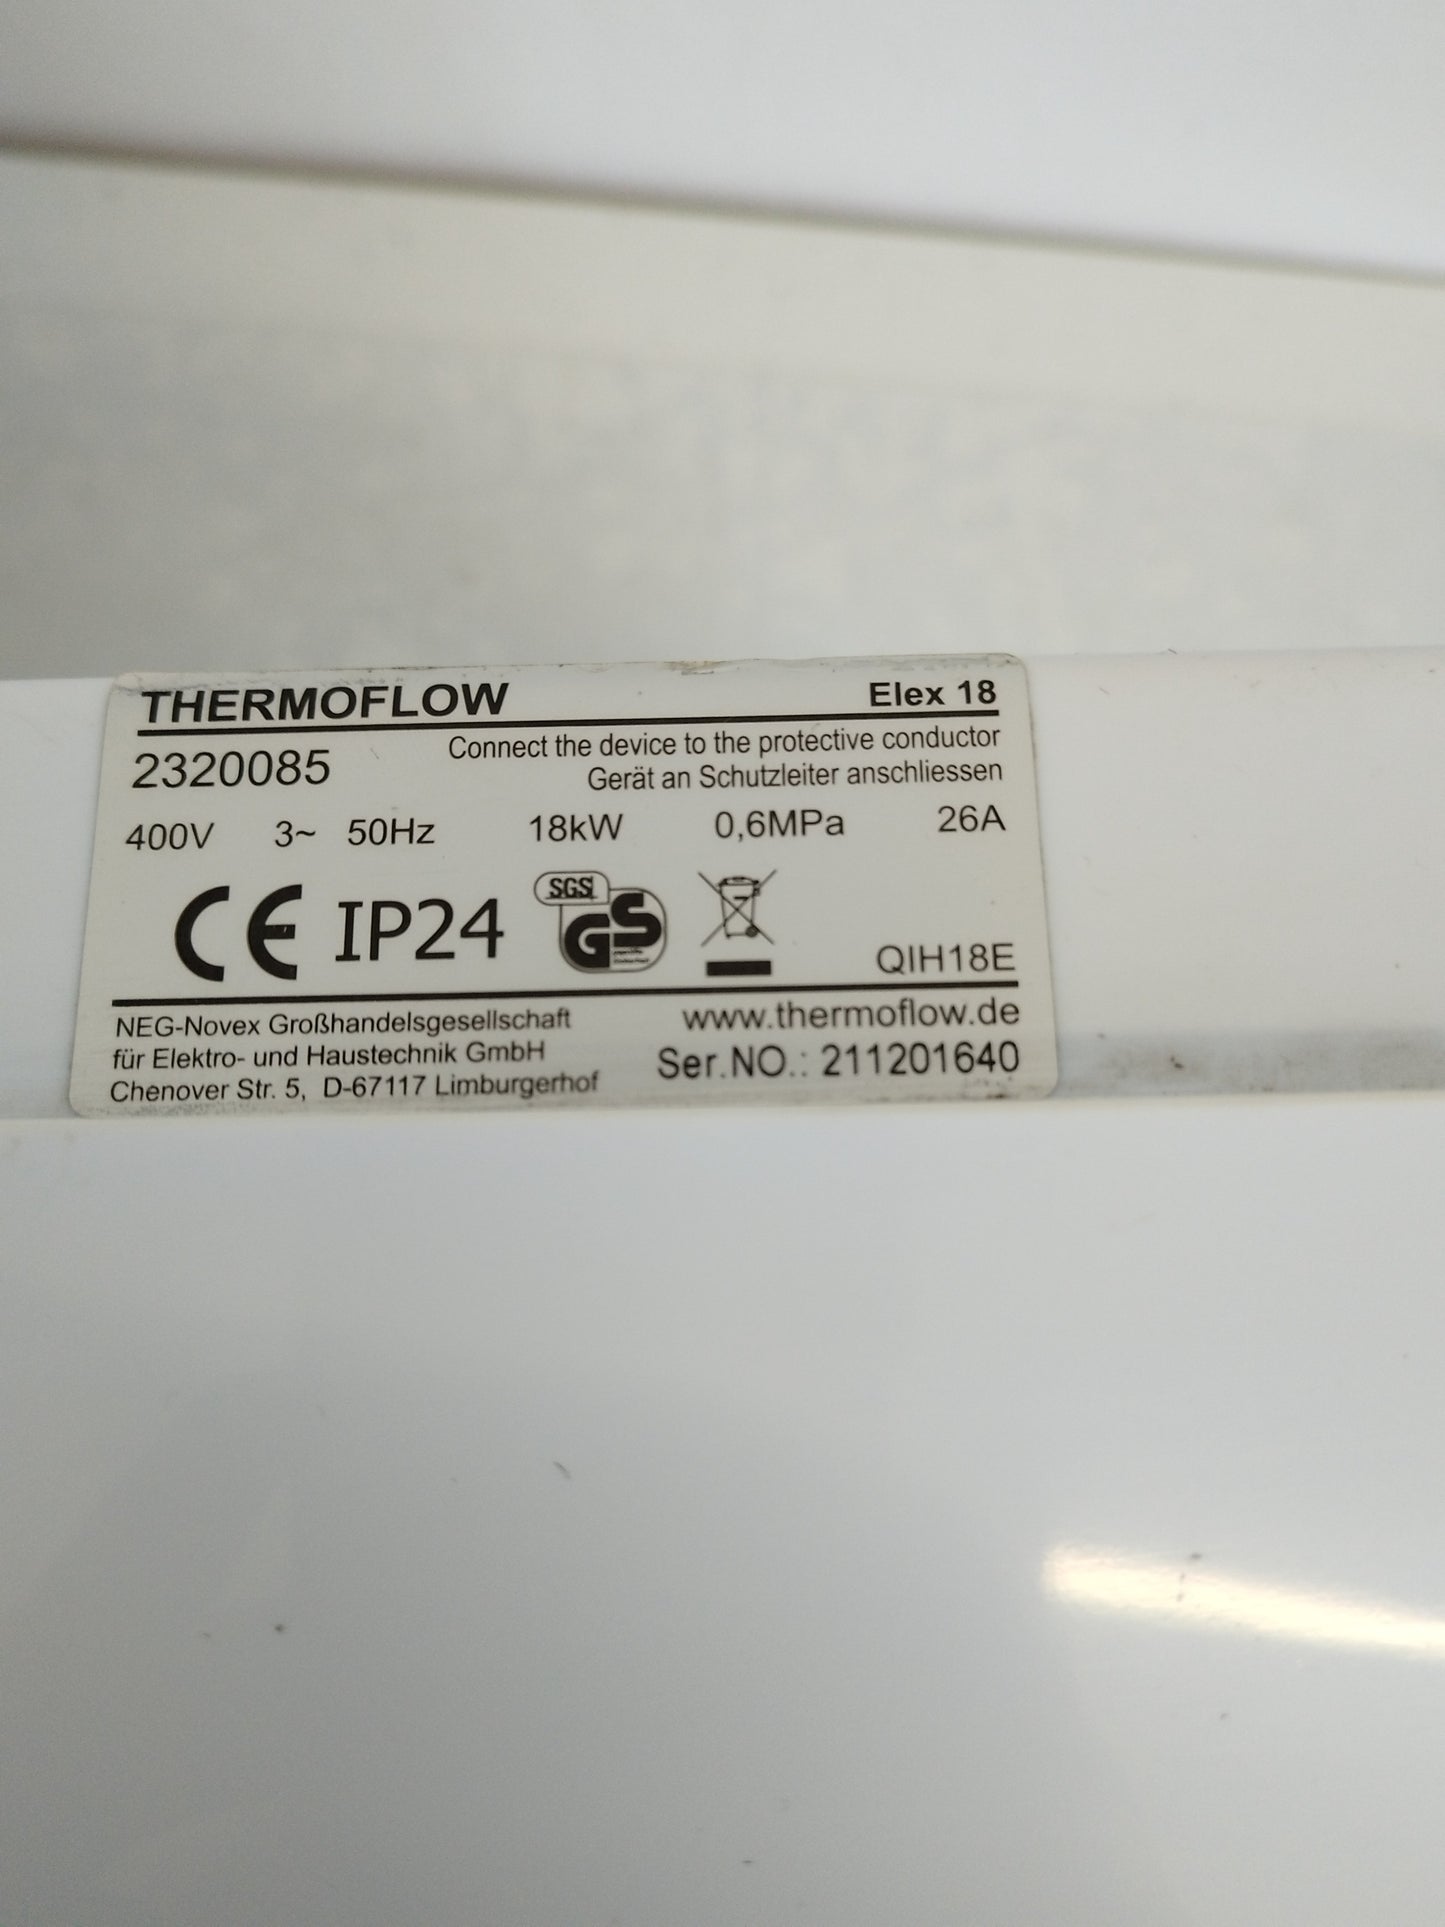 THERMOFLOW Elex 18
2320085 Connect the device to the protective conductor
Gerät an Schutzleiter anschliessen
400V 3~ 50Hz 18kW 0,6MPa 26A
CE IP24 SGS GS
QIH18E
NEG-Novex Großhandelsgesellschaft
für Elektro- und Haustechnik GmbH
Chenover Str. 5, D-67117 Limburgerhof
www.thermoflow.de
Ser.NO.: 211201640